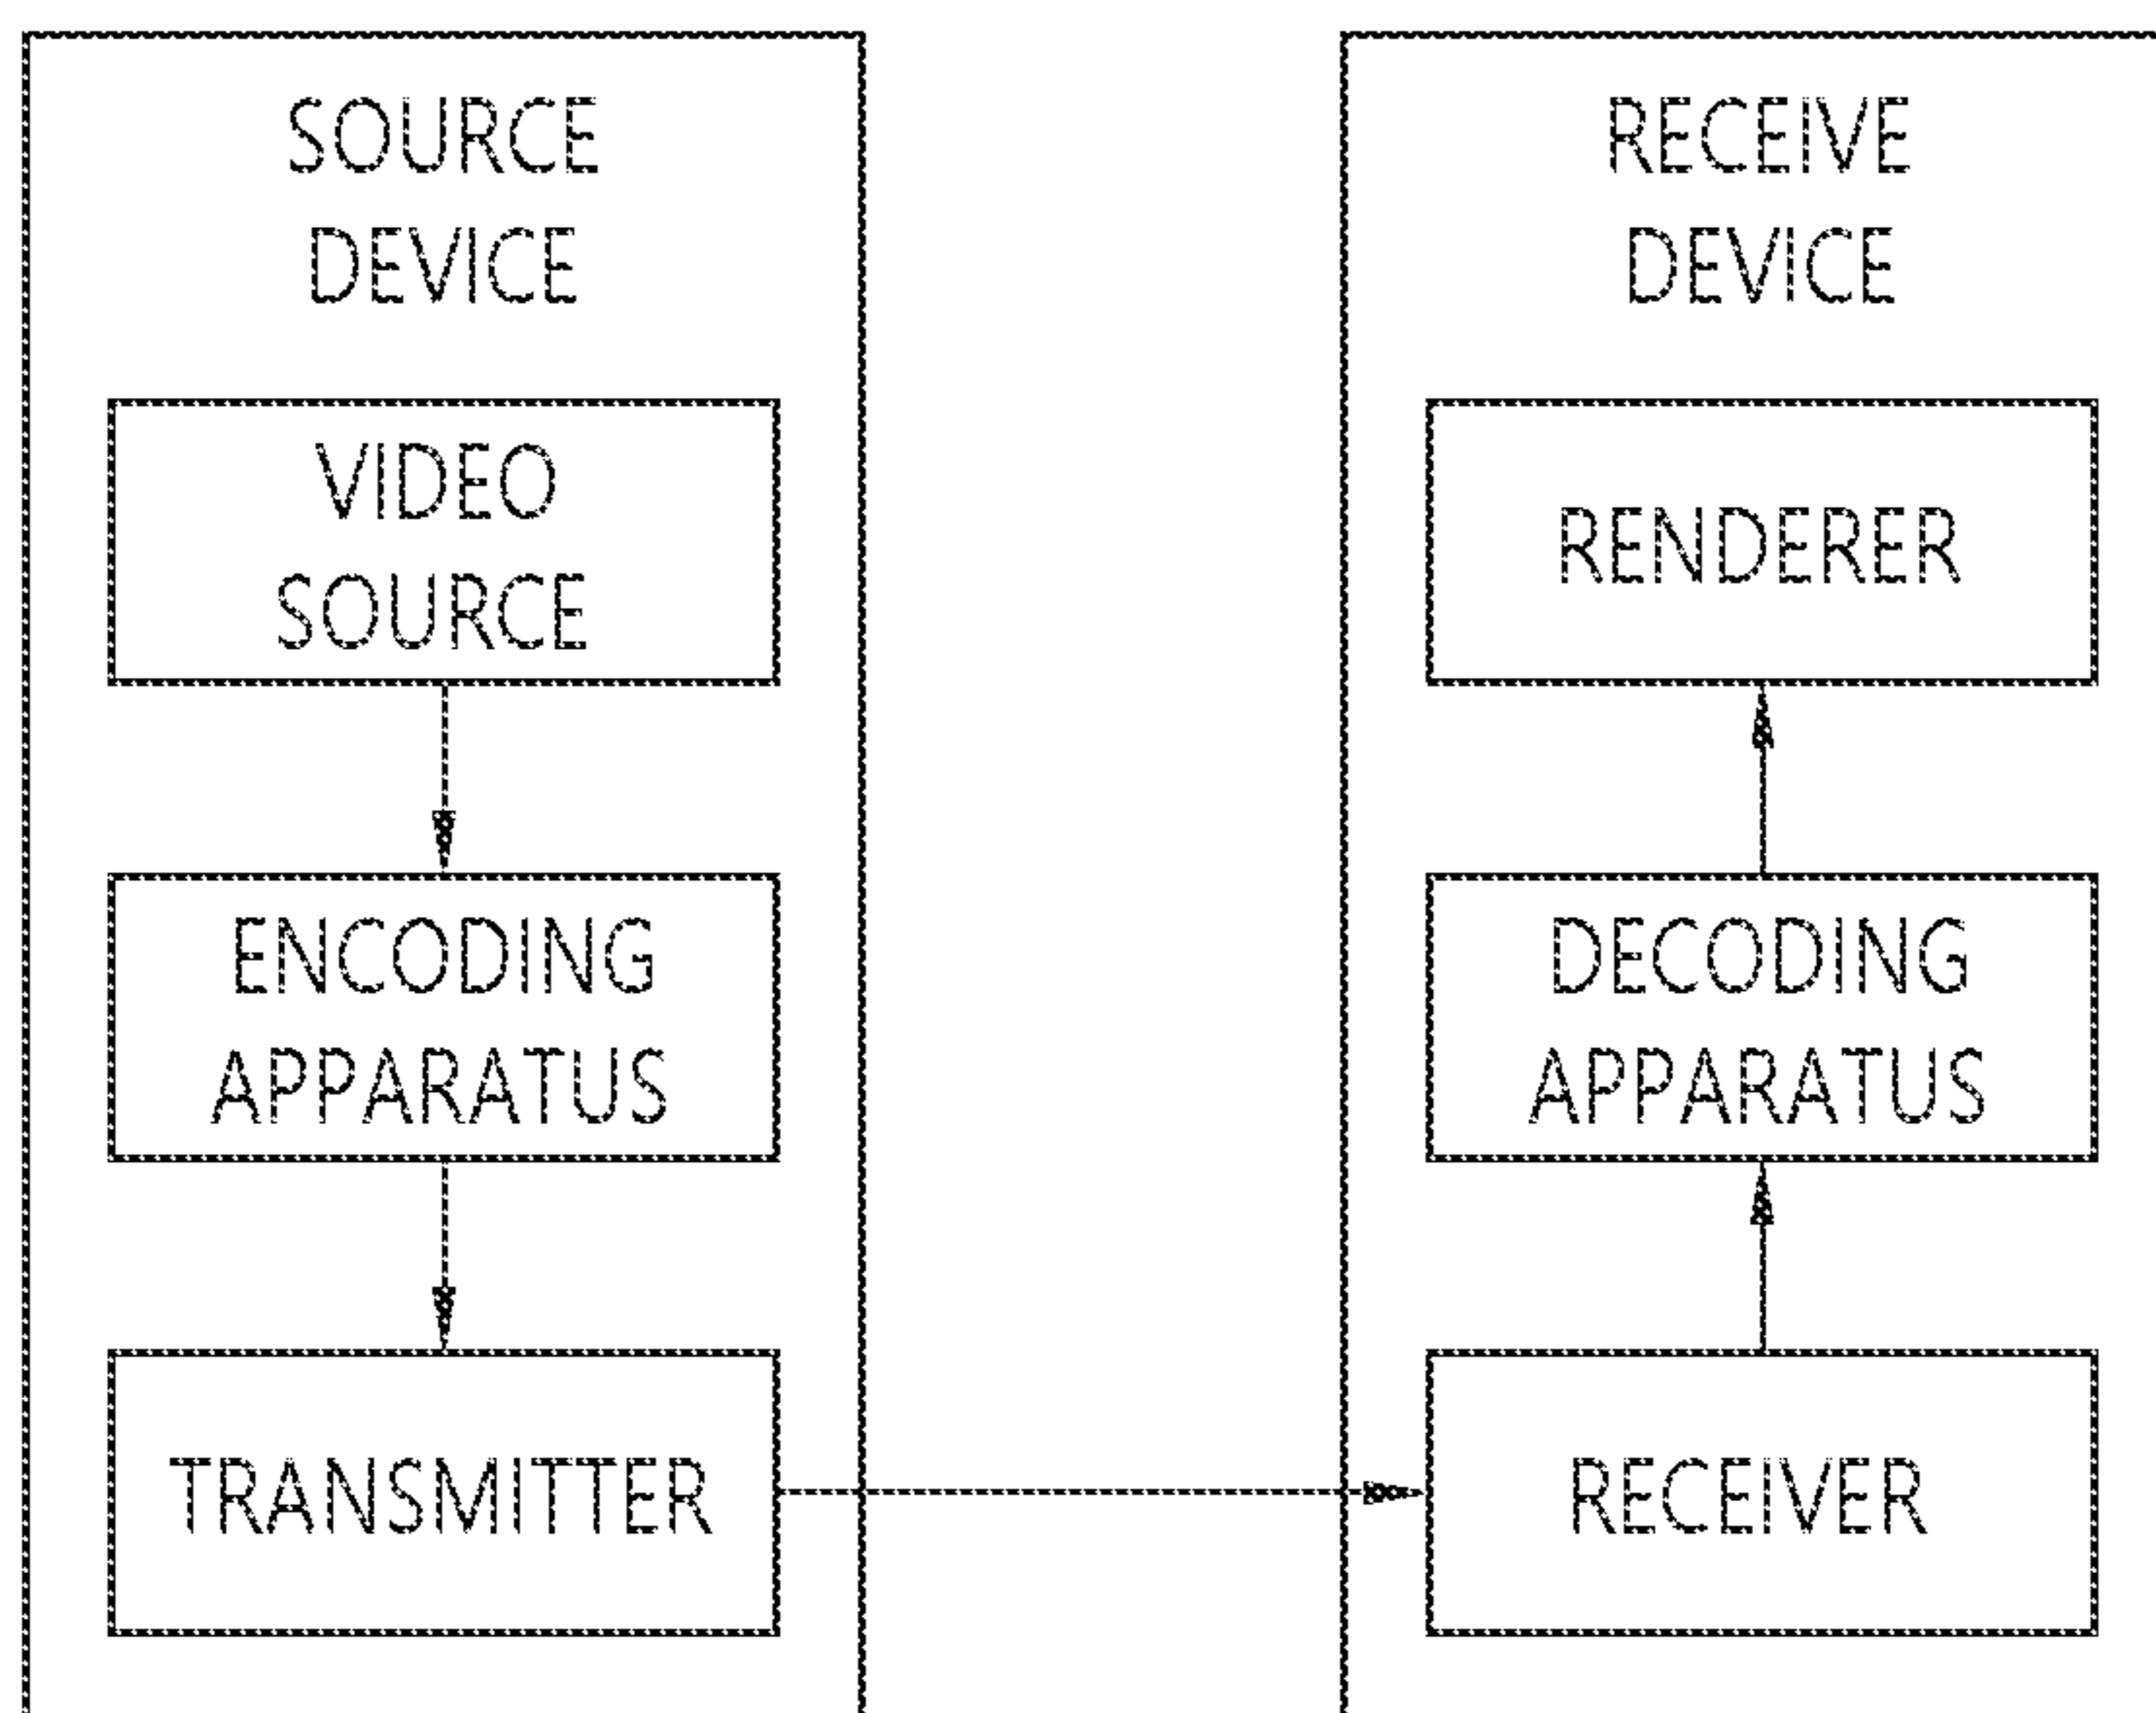 SOURCE
DEVICE
VIDEO
SOURCE
ENCODING
APPARATUS
TRANSMITTER
RECEIVE
DEVICE
RENDERER
DECODING
APPARATUS
RECEIVER